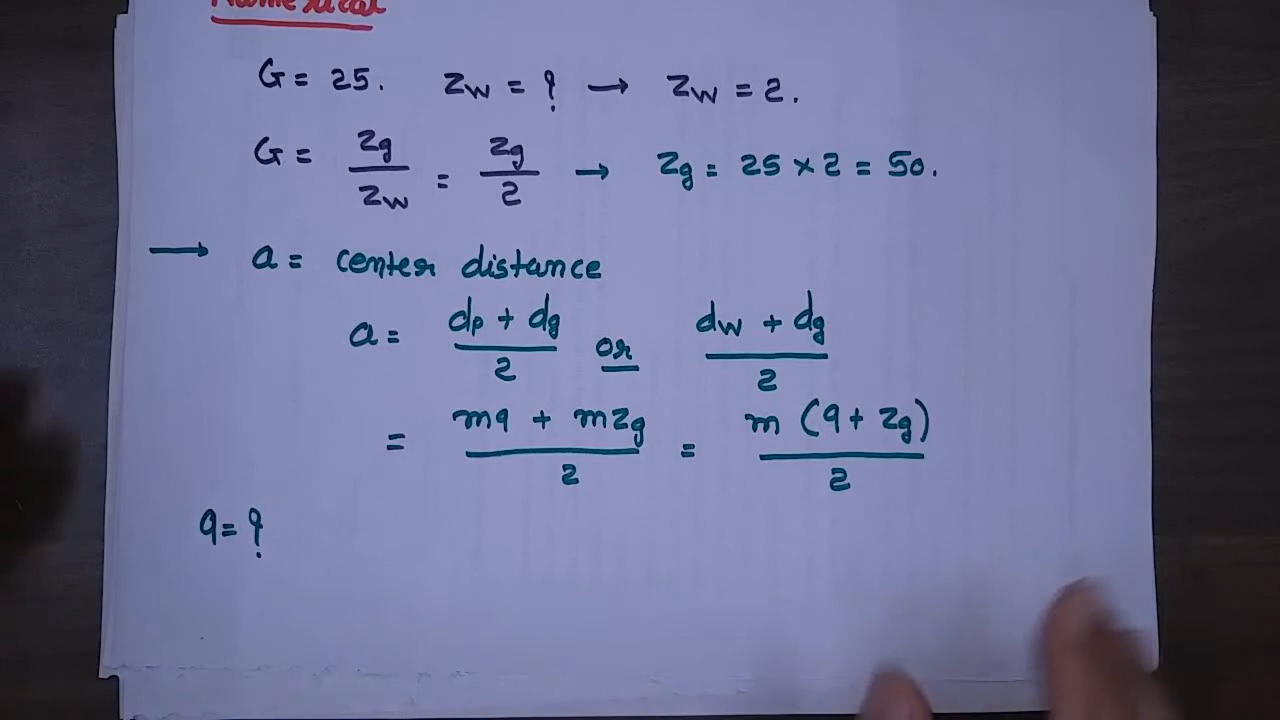 Numerical
G = 25. Zw = ? → Zw = 2.
G = Zg/Zw = Zg/2 → Zg = 25 × 2 = 50.
→ a = center distance
a = dp + dg / 2 or dw + dg / 2
= mq + mZg / 2 = m (q + Zg) / 2
q = ?